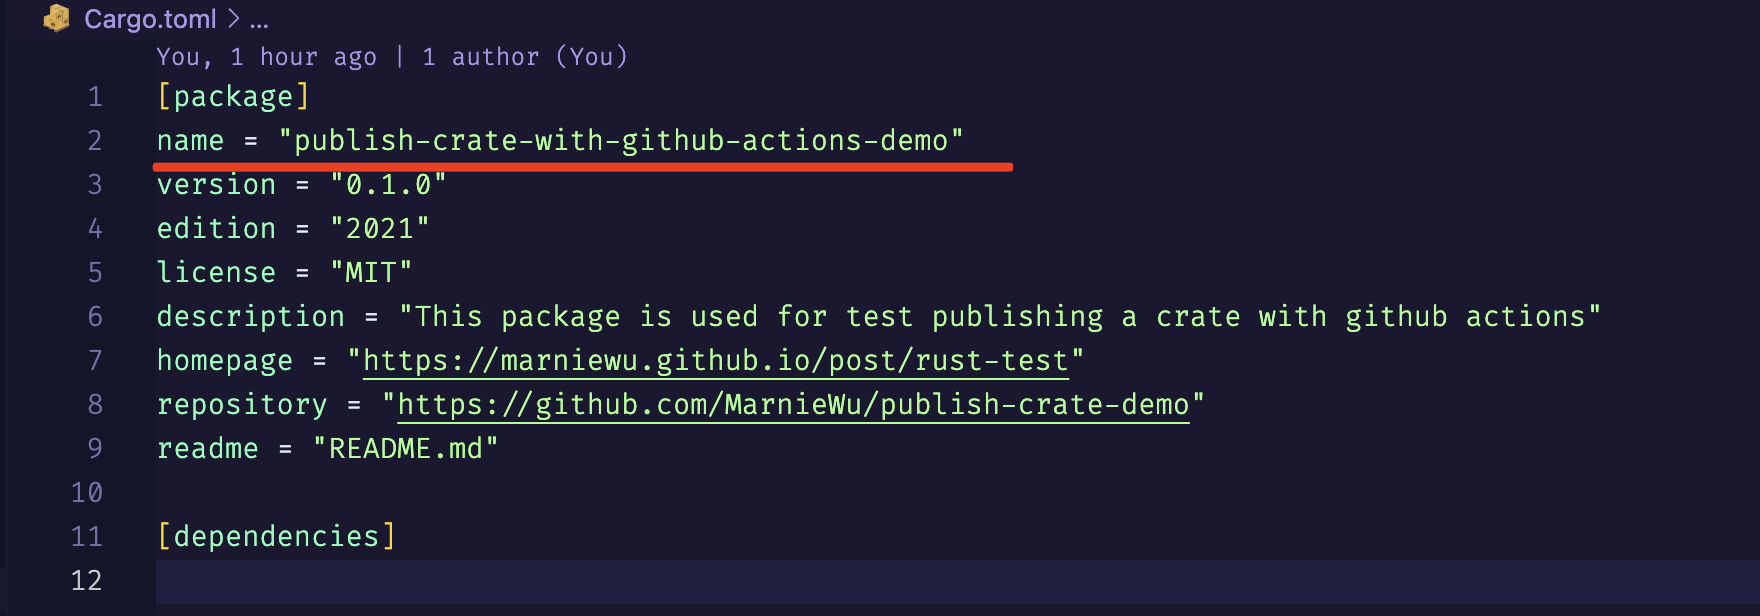 Cargo.toml > ...
You, 1 hour ago | 1 author (You)
1 [package]
2 name = "publish-crate-with-github-actions-demo"
3 version = "0.1.0"
4 edition = "2021"
5 license = "MIT"
6 description = "This package is used for test publishing a crate with github actions"
7 homepage = "https://marniewu.github.io/post/rust-test"
8 repository = "https://github.com/MarnieWu/publish-crate-demo"
9 readme = "README.md"
10
11 [dependencies]
12